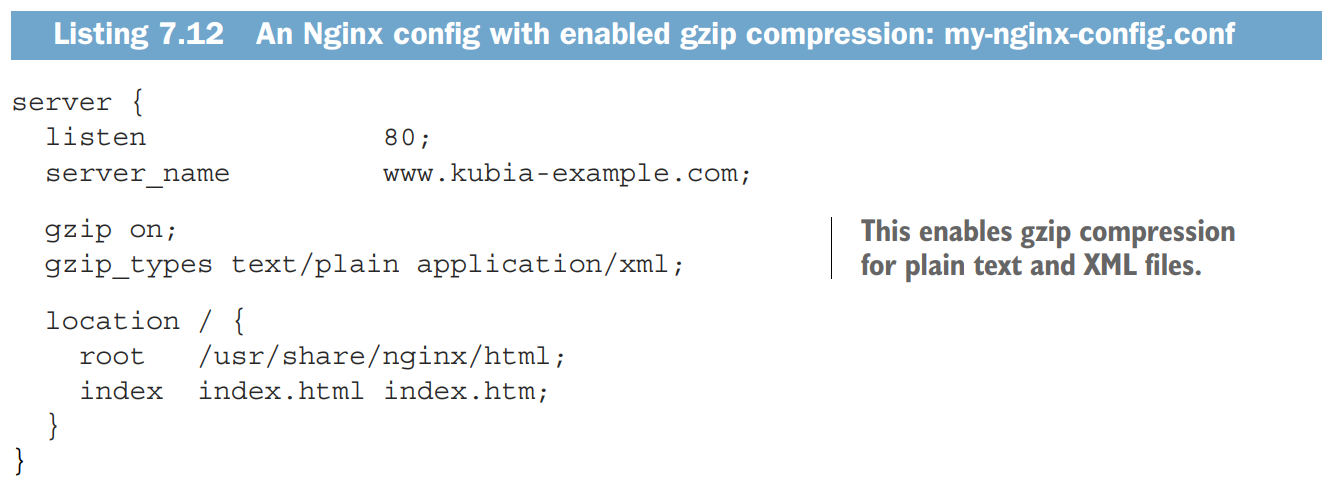 Listing 7.12 An Nginx config with enabled gzip compression: my-nginx-config.conf
server {
  listen              80;
  server_name         www.kubia-example.com;
  gzip on;
  gzip_types text/plain application/xml;
This enables gzip compression
for plain text and XML files.
  location / {
    root   /usr/share/nginx/html;
    index  index.html index.htm;
  }
}